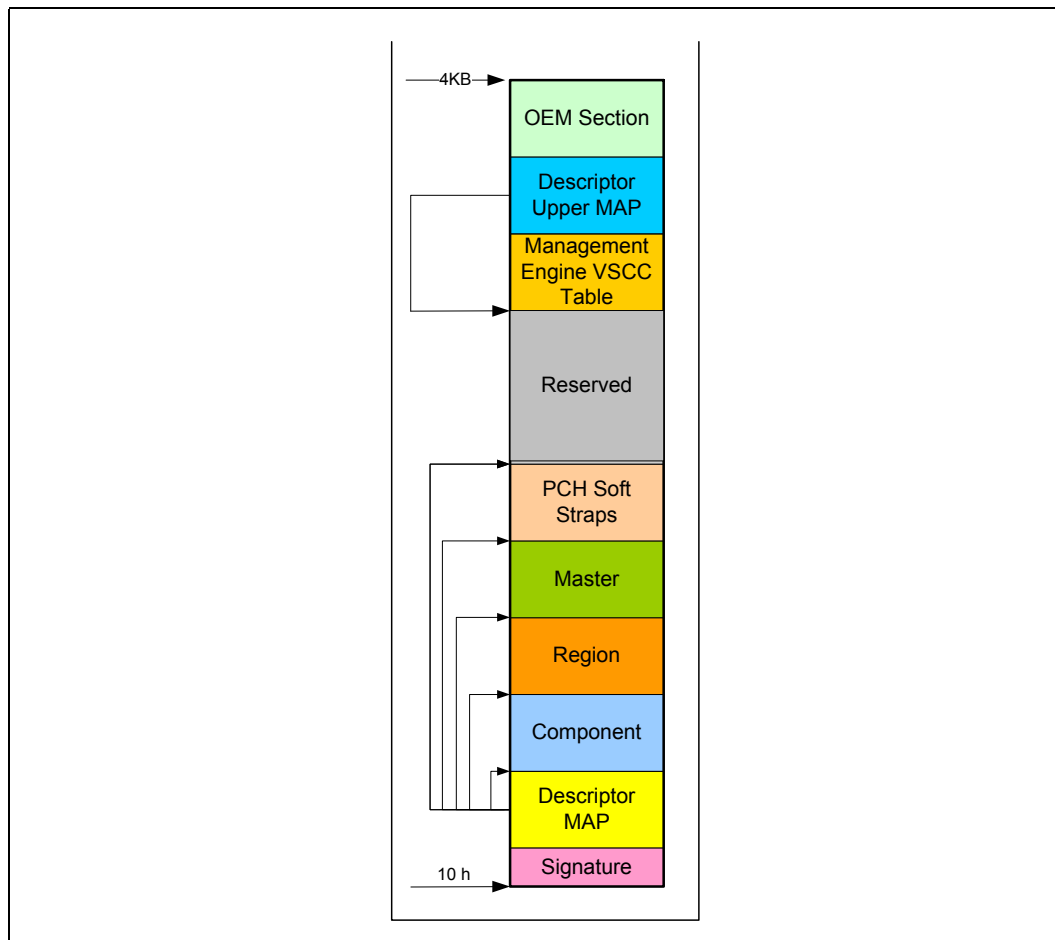 4KB
OEM Section
Descriptor
Upper MAP
Management
Engine VSCC
Table
Reserved
PCH Soft
Straps
Master
Region
Component
Descriptor
MAP
Signature
10 h